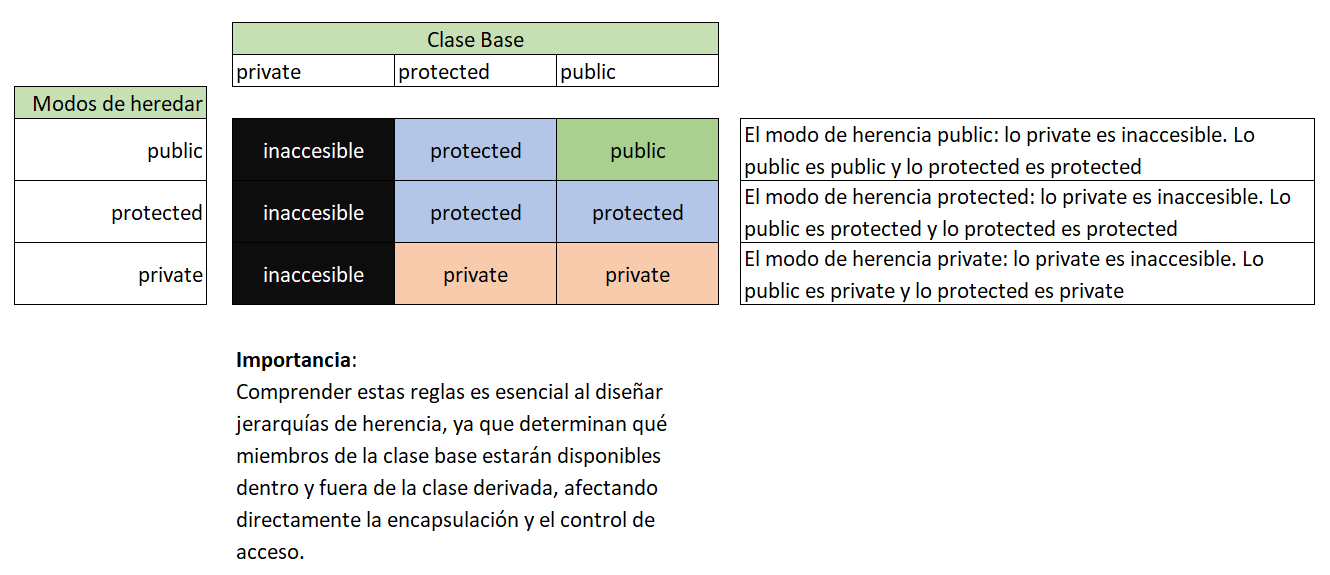 Clase Base
private protected public
Modos de heredar
public inaccesible protected public
El modo de herencia public: lo private es inaccesible. Lo
public es public y lo protected es protected
protected inaccesible protected protected
El modo de herencia protected: lo private es inaccesible. Lo
public es protected y lo protected es protected
private inaccesible private private
El modo de herencia private: lo private es inaccesible. Lo
public es private y lo protected es private
Importancia:
Comprender estas reglas es esencial al diseñar
jerarquías de herencia, ya que determinan qué
miembros de la clase base estarán disponibles
dentro y fuera de la clase derivada, afectando
directamente la encapsulación y el control de
acceso.